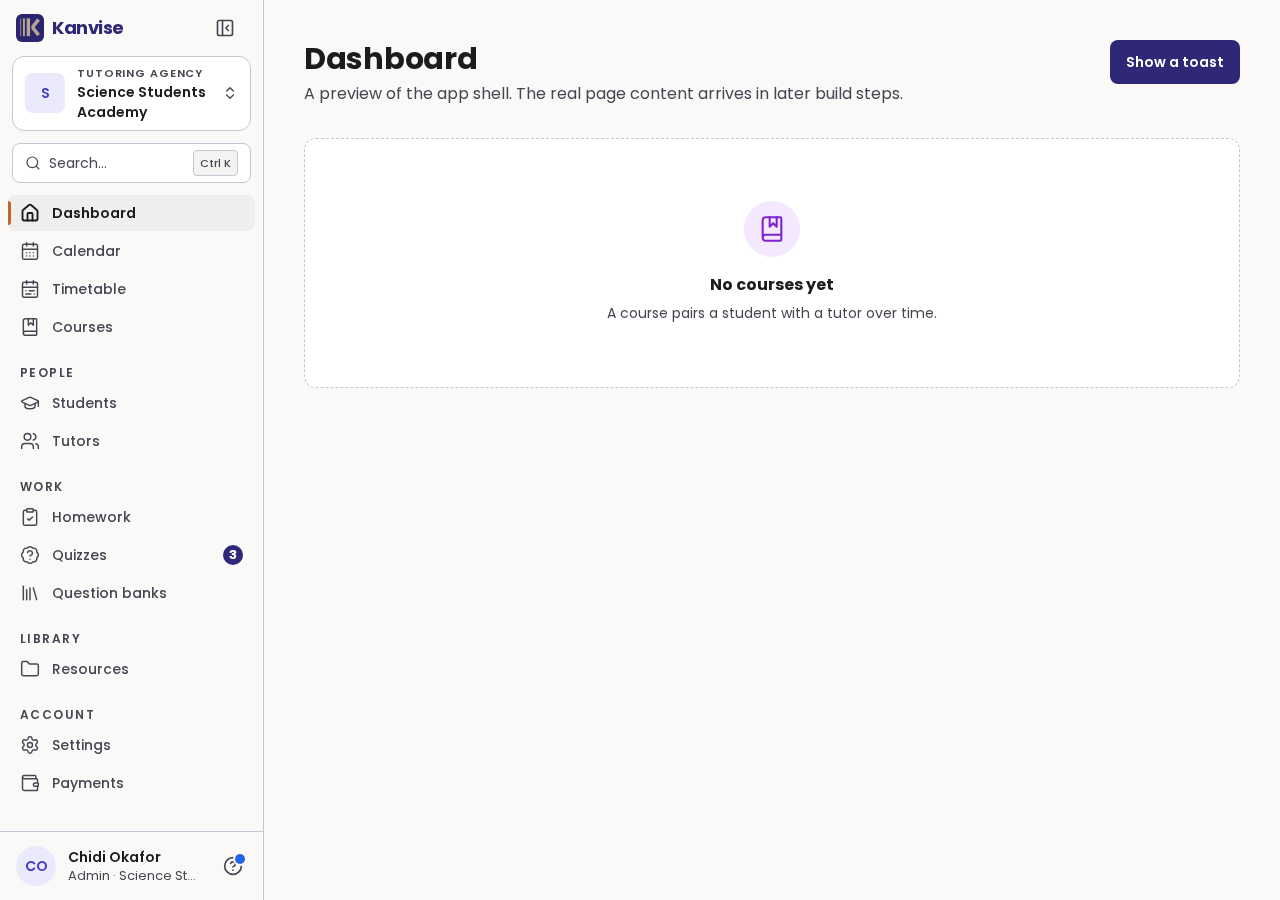 Kanvise
TUTORING AGENCY
S
Science Students
Academy
Search...
Ctrl K
Dashboard
Calendar
Timetable
Courses
PEOPLE
Students
Tutors
WORK
Homework
Quizzes
3
Question banks
LIBRARY
Resources
ACCOUNT
Settings
Payments
CO
Chidi Okafor
Admin · Science St...
Dashboard
A preview of the app shell. The real page content arrives in later build steps.
Show a toast
No courses yet
A course pairs a student with a tutor over time.